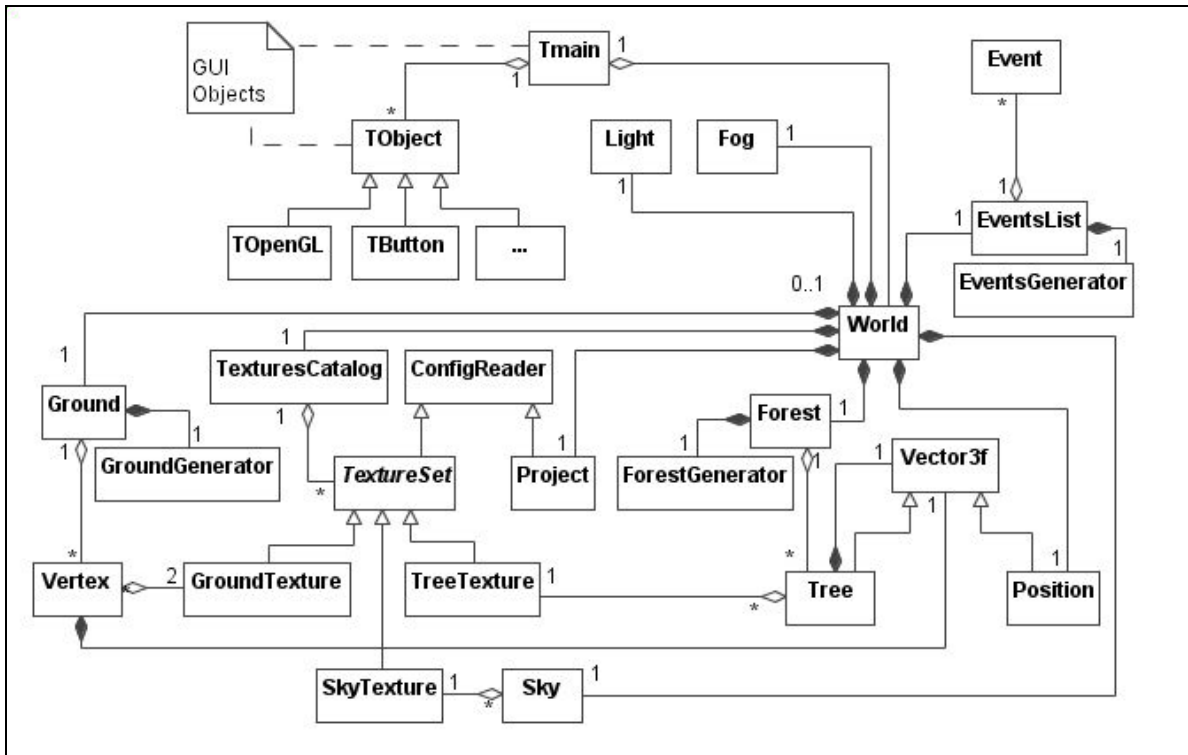 GUI
Objects
Tmain
1
1
*
TObject
TOpenGL
TButton
...
Light
1
Fog
1
Event
*
1
EventsList
1
1
EventsGenerator
0..1
World
1
Ground
1
1
GroundGenerator
1
TexturesCatalog
1
ConfigReader
*
TextureSet
1
Project
Forest
1
1
1
ForestGenerator
1
Vector3f
1
*
Vertex
2
GroundTexture
TreeTexture
1
*
*
Tree
1
Position
SkyTexture
1
*
Sky
1